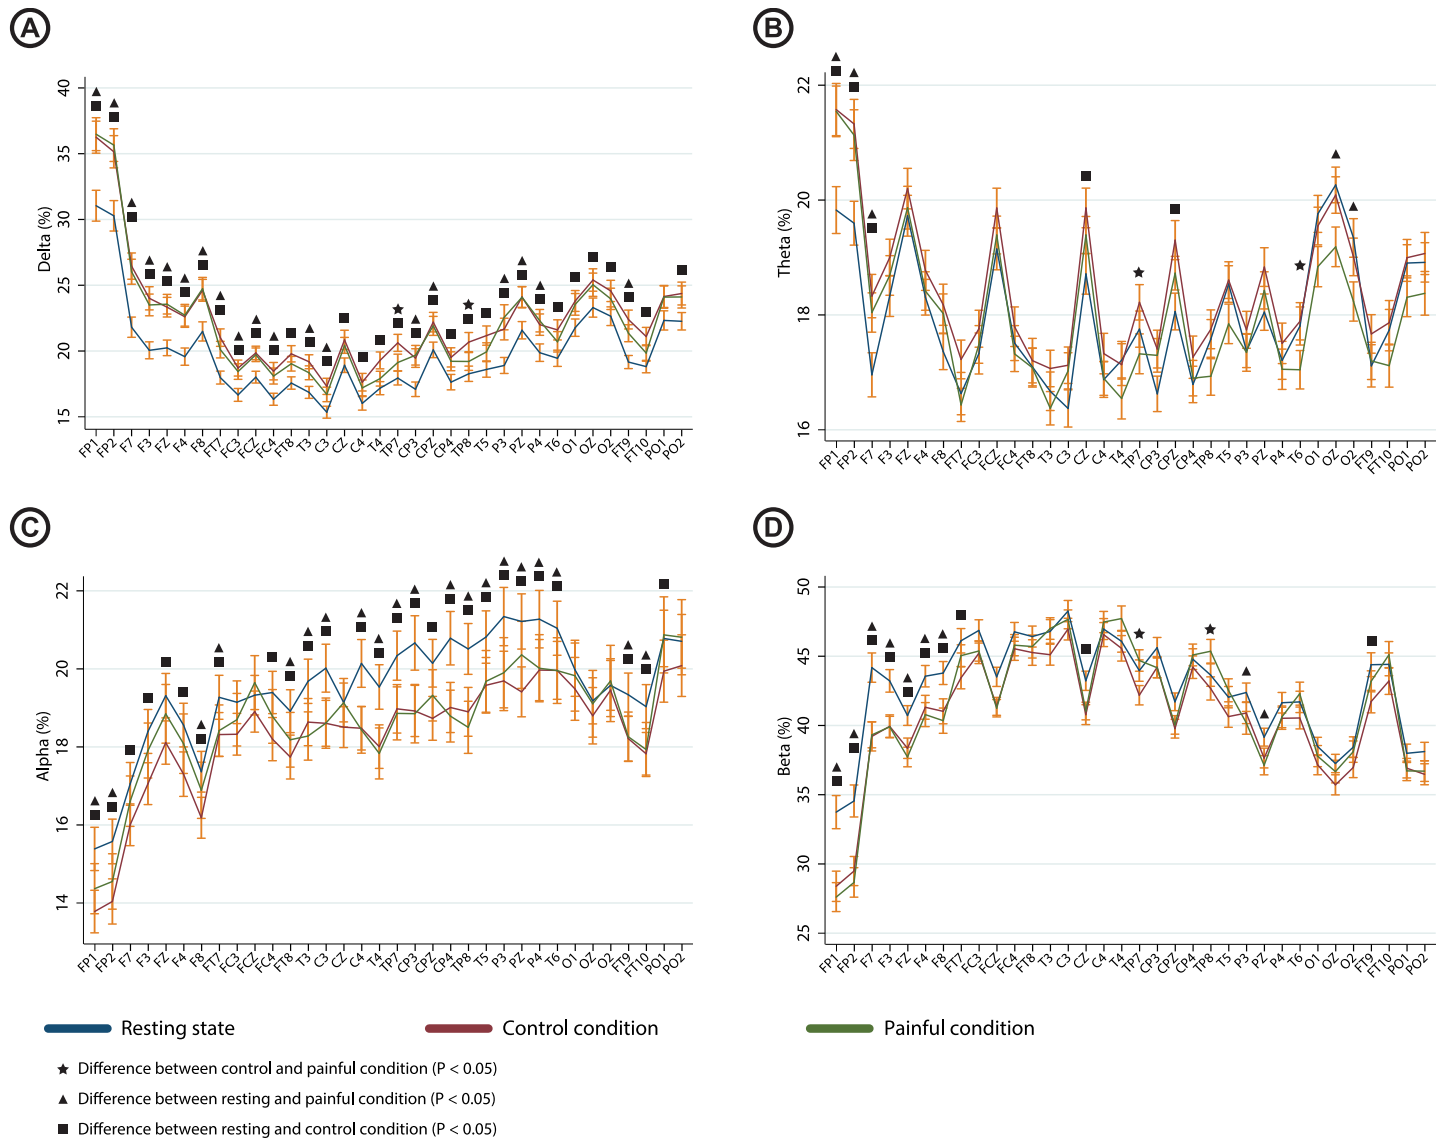 A
Delta (%)
40
35
30
25
20
15
FP1 FP2 F7 F3 FZ F4 F8 FT7 FC3 FCZ FC4 FT8 T3 C3 CZ C4 T4 TP7 CP3 CPZ CP4 TP8 T5 P3 PZ P4 T6 O1 OZ O2 FT9 FT10 PO1 PO2
B
Theta (%)
22
20
18
16
FP1 FP2 F7 F3 FZ F4 F8 FT7 FC3 FCZ FC4 FT8 T3 C3 CZ C4 T4 TP7 CP3 CPZ CP4 TP8 T5 P3 PZ P4 T6 O1 OZ O2 FT9 FT10 PO1 PO2
C
Alpha (%)
22
20
18
16
14
FP1 FP2 F7 F3 FZ F4 F8 FT7 FC3 FCZ FC4 FT8 T3 C3 CZ C4 T4 TP7 CP3 CPZ CP4 TP8 T5 P3 PZ P4 T6 O1 OZ O2 FT9 FT10 PO1 PO2
D
Beta (%)
50
45
40
35
30
25
FP1 FP2 F7 F3 FZ F4 F8 FT7 FC3 FCZ FC4 FT8 T3 C3 CZ C4 T4 TP7 CP3 CPZ CP4 TP8 T5 P3 PZ P4 T6 O1 OZ O2 FT9 FT10 PO1 PO2
Resting state Control condition Painful condition
★ Difference between control and painful condition (P < 0.05)
▲ Difference between resting and painful condition (P < 0.05)
■ Difference between resting and control condition (P < 0.05)